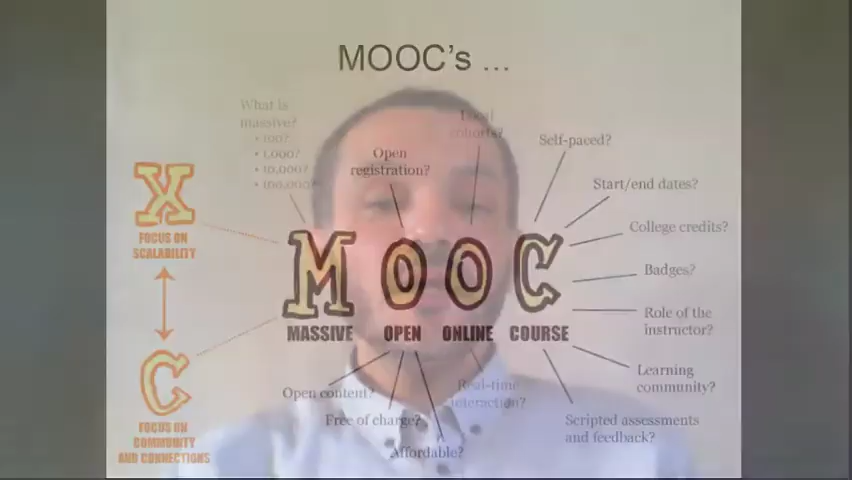 MOOC's ...
What is
massive?
• 100?
• 1,000?
• 10,000?
• 100,000?
Open
registration?
Local
cohorts?
Self-paced?
Start/end dates?
College credits?
Badges?
Role of the
instructor?
Learning
community?
Scripted assessments
and feedback?
X
FOCUS ON
SCALABILITY
C
FOCUS ON
COMMUNITY
AND CONNECTIONS
MOOC
MASSIVE OPEN ONLINE COURSE
Open content?
Free of charge?
Affordable?
Real-time
interaction?